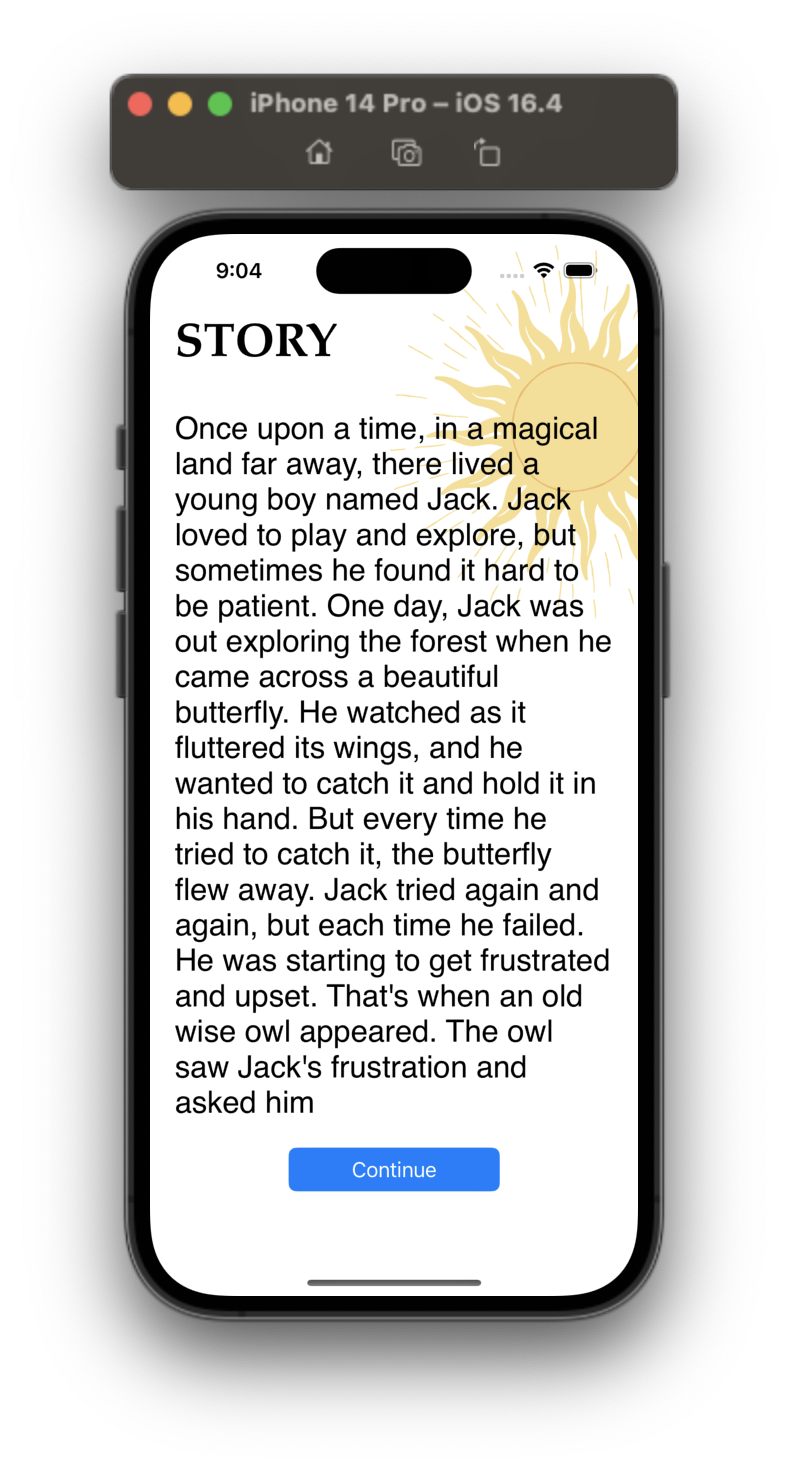 iPhone 14 Pro – iOS 16.4
9:04
STORY
Once upon a time, in a magical
land far away, there lived a
young boy named Jack. Jack
loved to play and explore, but
sometimes he found it hard to
be patient. One day, Jack was
out exploring the forest when he
came across a beautiful
butterfly. He watched as it
fluttered its wings, and he
wanted to catch it and hold it in
his hand. But every time he
tried to catch it, the butterfly
flew away. Jack tried again and
again, but each time he failed.
He was starting to get frustrated
and upset. That's when an old
wise owl appeared. The owl
saw Jack's frustration and
asked him
Continue